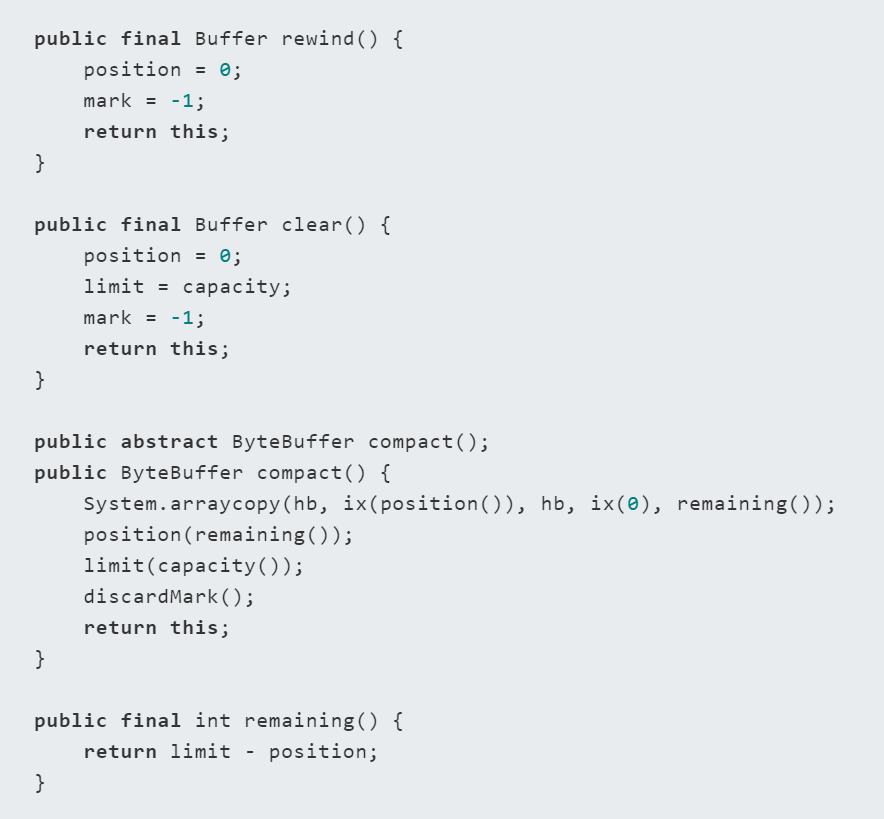 public final Buffer rewind() {
    position = 0;
    mark = -1;
    return this;
}

public final Buffer clear() {
    position = 0;
    limit = capacity;
    mark = -1;
    return this;
}

public abstract ByteBuffer compact();
public ByteBuffer compact() {
    System.arraycopy(hb, ix(position()), hb, ix(0), remaining());
    position(remaining());
    limit(capacity());
    discardMark();
    return this;
}

public final int remaining() {
    return limit - position;
}